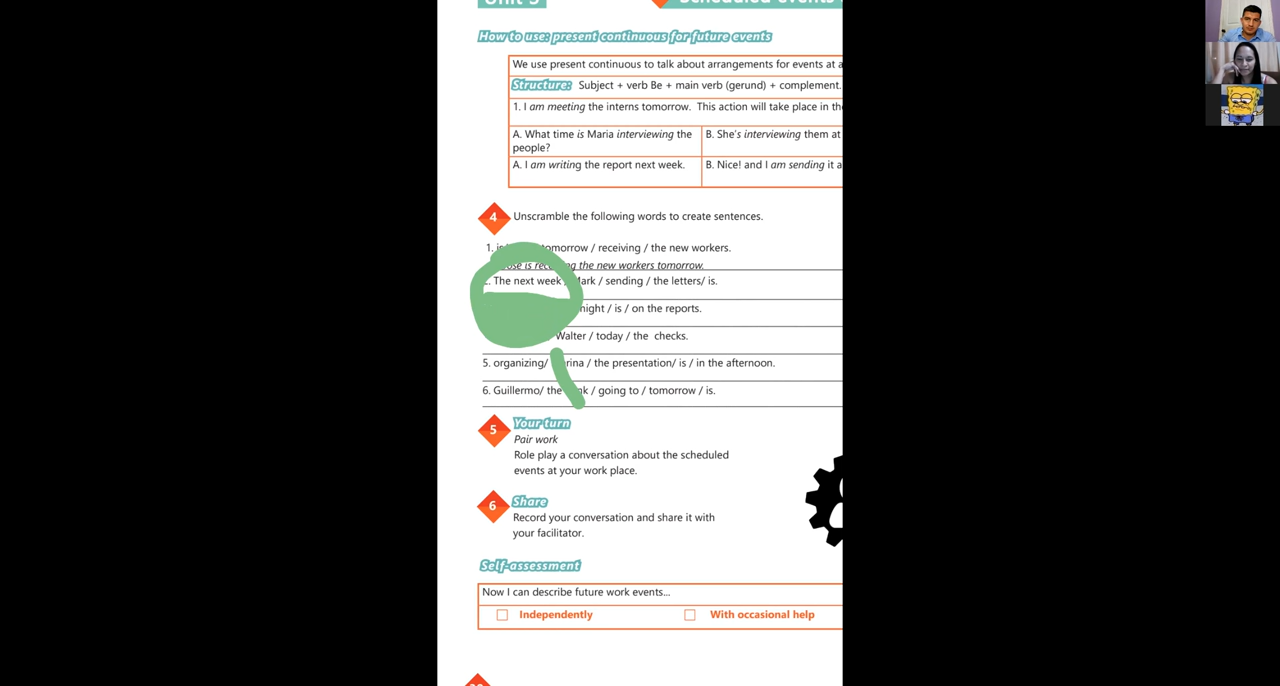 Unit 5
Scheduled events
How to use: present continuous for future events
We use present continuous to talk about arrangements for events at a
Structure: Subject + verb Be + main verb (gerund) + complement.
1. I am meeting the interns tomorrow. This action will take place in the
A. What time is Maria interviewing the people?
B. She's interviewing them at
A. I am writing the report next week.
B. Nice! and I am sending it a
4 Unscramble the following words to create sentences.
1. tomorrow / receiving / the new workers.
is the new workers tomorrow.
The next week / Mark / sending / the letters/ is.
/ is / on the reports.
Walter / today / the checks.
5. organizing/ / the presentation/ is / in the afternoon.
6. Guillermo/ the / going to / tomorrow / is.
5 Your turn
Pair work
Role play a conversation about the scheduled
events at your work place.
6 Share
Record your conversation and share it with
your facilitator.
Self-assessment
Now I can describe future work events...
Independently
With occasional help